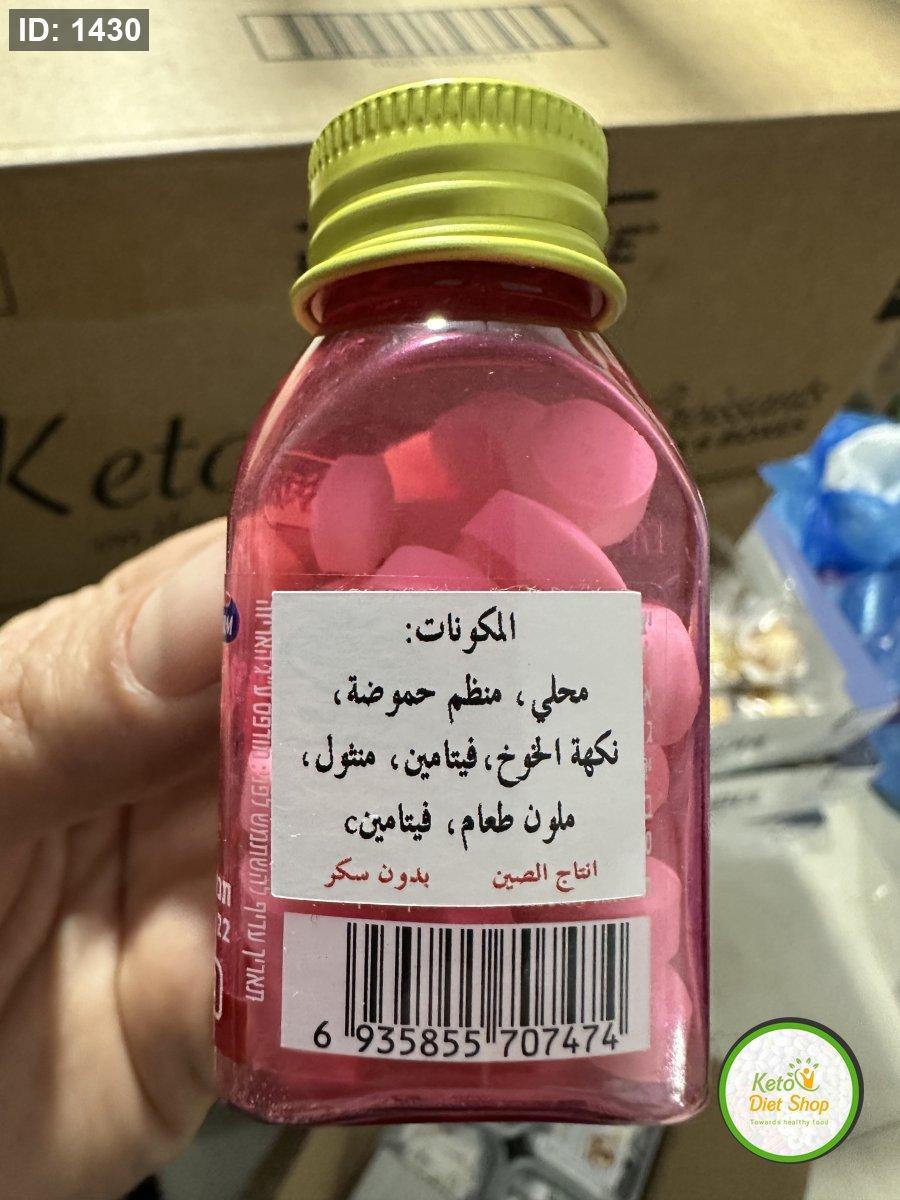 ID: 1430
Keto
المكونات:
محلي، منظم حموضة،
نكهة الخوخ،فيتامين، منثول،
ملون طعام، فيتامينc
انتاج الصين
بدون سكر
6 935855 707474
Keto
Diet Shop
Towards healthy food